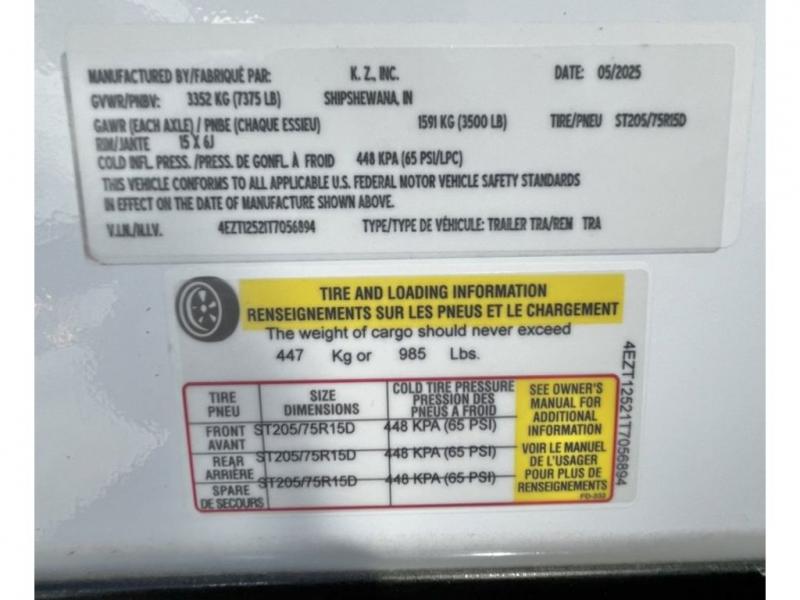 MANUFACTURED BY/FABRIQUÉ PAR: K. Z., INC. DATE: 05/2025
GVWR/PNBV: 3352 KG (7375 LB) SHIPSHEWANA, IN
GAWR (EACH AXLE) / PNBE (CHAQUE ESSIEU) 1591 KG (3500 LB) TIRE/PNEU ST205/75R15D
RIM/JANTE 15 X 6J
COLD INFL. PRESS. /PRESS. DE GONFL. À FROID 448 KPA (65 PSI/LPC)
THIS VEHICLE CONFORMS TO ALL APPLICABLE U.S. FEDERAL MOTOR VEHICLE SAFETY STANDARDS
IN EFFECT ON THE DATE OF MANUFACTURE SHOWN ABOVE.
V.I.N./N.I.V. 4EZT12521T7056894 TYPE/TYPE DE VÉHICULE: TRAILER TRA/REM TRA
TIRE AND LOADING INFORMATION
RENSEIGNEMENTS SUR LES PNEUS ET LE CHARGEMENT
The weight of cargo should never exceed
447 Kg or 985 Lbs.
TIRE
PNEU
SIZE
DIMENSIONS
COLD TIRE PRESSURE
PRESSION DES
PNEUS A FROID
FRONT
AVANT
ST205/75R15D
448 KPA (65 PSI)
REAR
ARRIÈRE
ST205/75R15D
448 KPA (65 PSI)
SPARE
DE SECOURS
ST205/75R15D
448 KPA (65 PSI)
SEE OWNER'S
MANUAL FOR
ADDITIONAL
INFORMATION
VOIR LE MANUEL
DE L'USAGER
POUR PLUS DE
RENSEIGNEMENTS
PD-332
4EZT12521T7056894